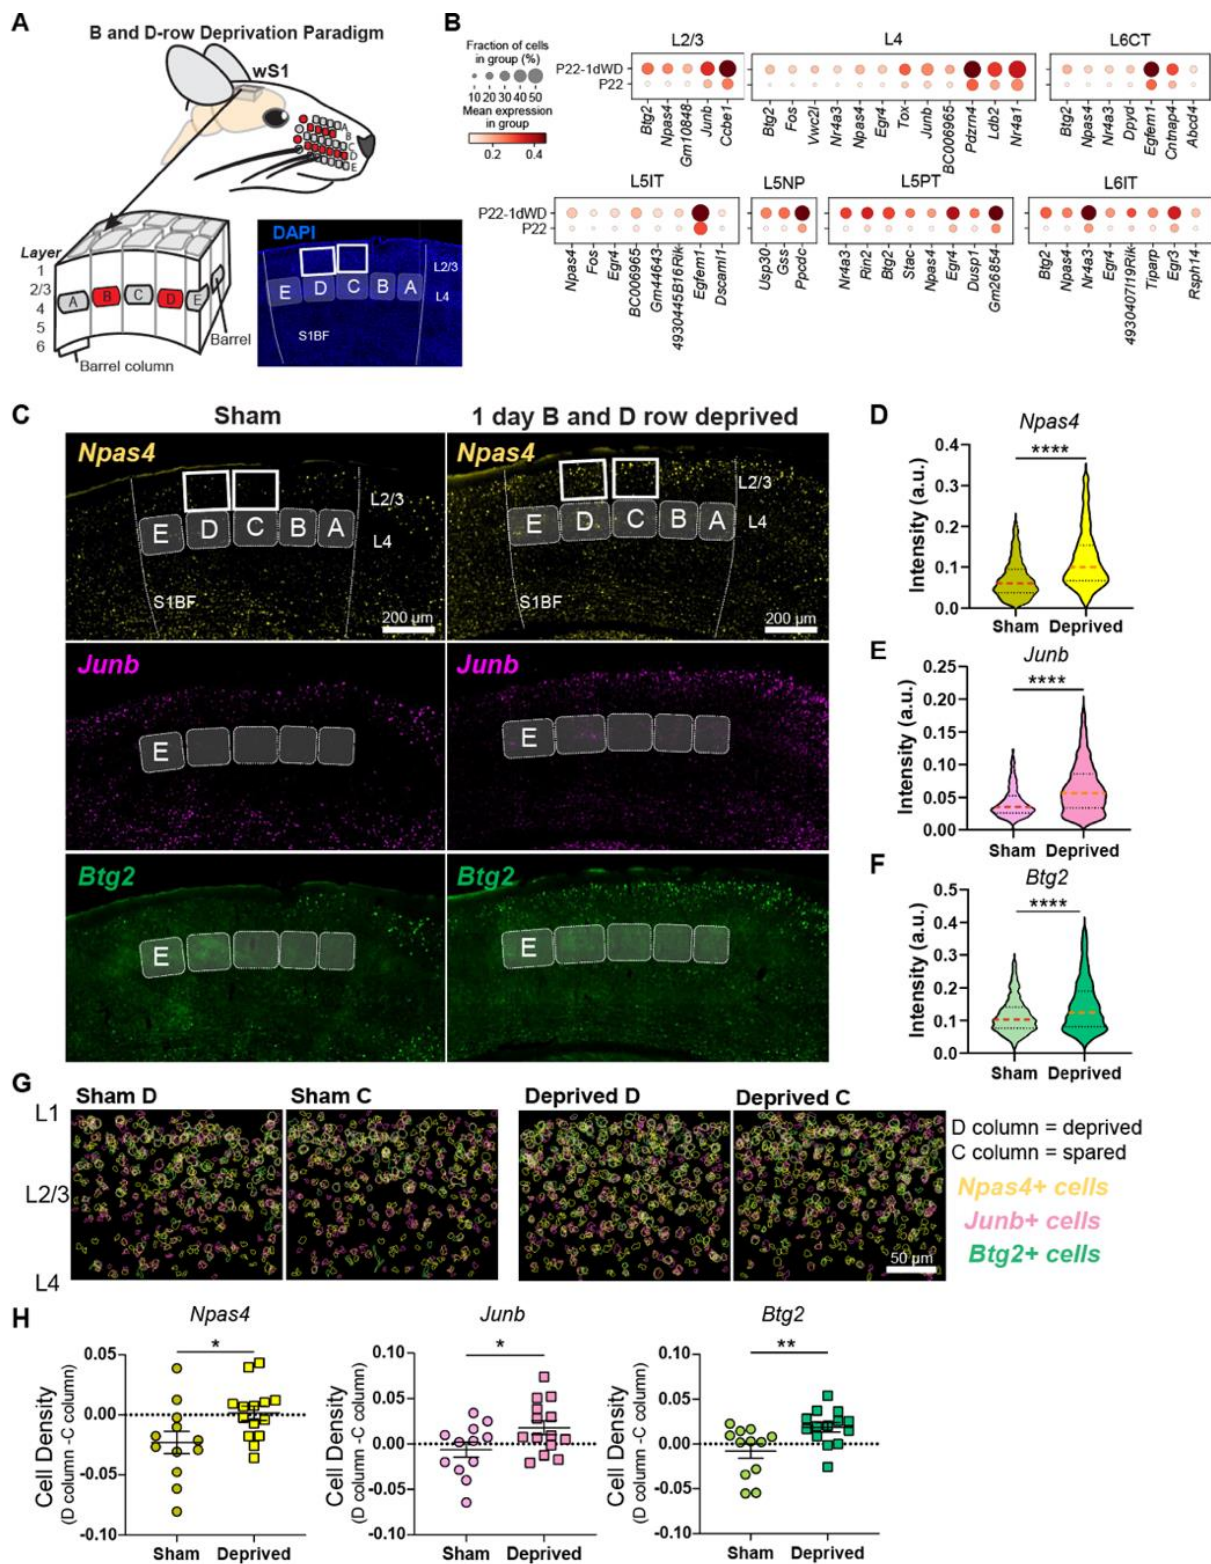 A
B and D-row Deprivation Paradigm
wS1
A
B
C
D
E
Layer
1
2/3
4
5
6
A B C D E
Barrel
Barrel column
DAPI
L2/3
E D C B A
L4
S1BF
B
Fraction of cells
in group (%)
10 20 30 40 50
Mean expression
in group
0.2 0.4
L2/3
P22-1dWD
P22
Btg2 Npas4 Gm10848 Junb Ccbe1
L4
Btg2 Fos Vwc2l Nr4a3 Npas4 Egr4 Tox Junb BC006965 Pdzrn4 Ldb2 Nr4a1
L6CT
Btg2 Npas4 Nr4a3 Dpyd Egfem1 Cntnap4 Abcd4
L5IT
P22-1dWD
P22
Npas4 Fos Egr4 BC006965 Gm44643 4930445B16Rik Egfem1 Dscaml1
L5NP
Usp30 Gss Ppodc
L5PT
Nr4a3 Rin2 Btg2 Stac Npas4 Egr4 Dusp1 Gm26854
L6IT
Btg2 Npas4 Nr4a3 Egr4 4930407I19Rik Tiparp Egr3 Rsph14
C
Sham
1 day B and D row deprived
Npas4
L2/3
E D C B A
L4
S1BF
200 µm
Npas4
L2/3
E D C B A
L4
S1BF
200 µm
Junb
E
Junb
E
Btg2
E
Btg2
E
D
Npas4
****
Intensity (a.u.)
0.4
0.3
0.2
0.1
0.0
Sham Deprived
E
Junb
****
Intensity (a.u.)
0.25
0.20
0.15
0.10
0.05
0.00
Sham Deprived
F
Btg2
****
Intensity (a.u.)
0.5
0.4
0.3
0.2
0.1
0.0
Sham Deprived
G
Sham D
Sham C
Deprived D
Deprived C
L1
L2/3
L4
50 µm
D column = deprived
C column = spared
Npas4+ cells
Junb+ cells
Btg2+ cells
H
Npas4
*
Cell Density
(D column -C column)
0.05
0.00
-0.05
-0.10
Sham Deprived
Junb
*
Cell Density
(D column -C column)
0.10
0.05
0.00
-0.05
-0.10
Sham Deprived
Btg2
**
Cell Density
(D column -C column)
0.10
0.05
0.00
-0.05
-0.10
Sham Deprived